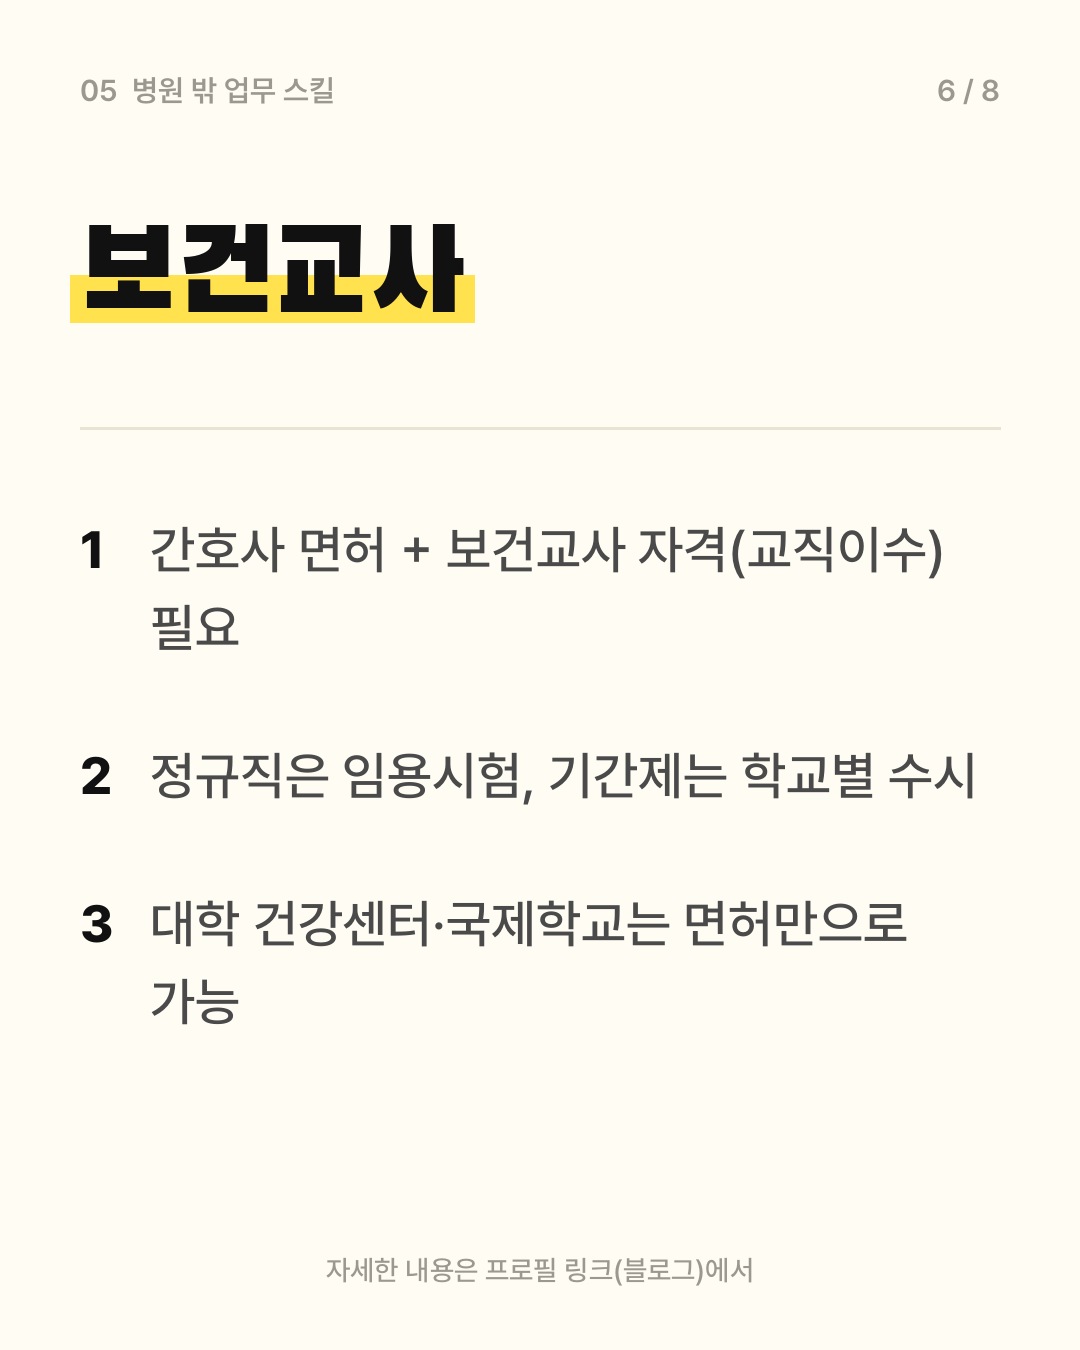 05 병원 밖 업무 스킬
6 / 8
보건교사
1 간호사 면허 + 보건교사 자격(교직이수)
필요
2 정규직은 임용시험, 기간제는 학교별 수시
3 대학 건강센터·국제학교는 면허만으로
가능
자세한 내용은 프로필 링크(블로그)에서